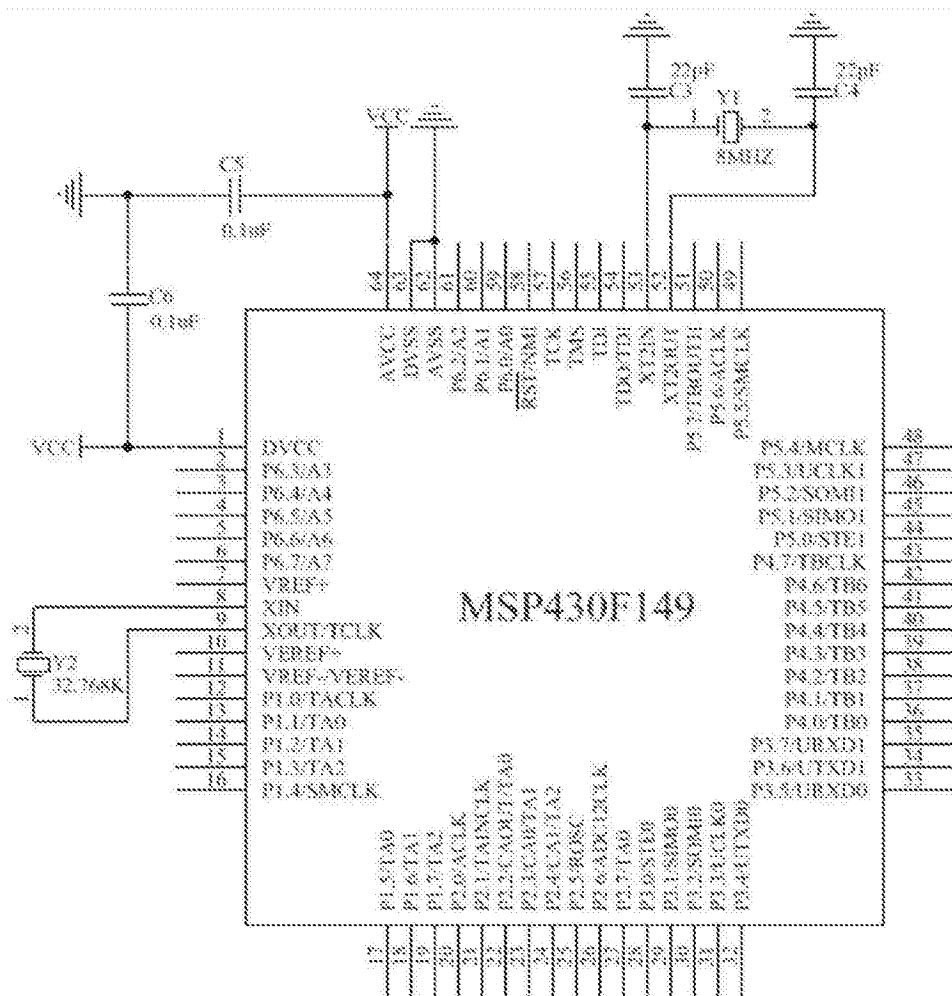 22pF
C3
22pF
C4
1
Y1
2
8MHZ
VCC
C5
0.1uF
C6
0.1uF
VCC
64
63
62
61
60
59
58
57
56
55
54
53
52
51
50
49
AVCC
DVSS
AVSS
P6.2/A2
P6.1/A1
P6.0/A0
RST/NMI
TCK
TMS
TDI
TDO/TDI
XT2IN
XT2OUT
P5.7/TBOUTH
P5.6/ACLK
P5.5/SMCLK
1 DVCC
2 P6.3/A3
3 P6.4/A4
4 P6.5/A5
5 P6.6/A6
6 P6.7/A7
7 VREF+
8 XIN
9 XOUT/TCLK
10 VEREF+
11 VREF-/VEREF-
12 P1.0/TACLK
13 P1.1/TA0
14 P1.2/TA1
15 P1.3/TA2
16 P1.4/SMCLK
2
Y2
32.768K
1
MSP430F149
P5.4/MCLK 48
P5.3/UCLK1 47
P5.2/SOMI1 46
P5.1/SIMO1 45
P5.0/STE1 44
P4.7/TBCLK 43
P4.6/TB6 42
P4.5/TB5 41
P4.4/TB4 40
P4.3/TB3 39
P4.2/TB2 38
P4.1/TB1 37
P4.0/TB0 36
P3.7/URXD1 35
P3.6/UTXD1 34
P3.5/URXD0 33
P1.5/TA0
P1.6/TA1
P1.7/TA2
P2.0/ACLK
P2.1/TAINCLK
P2.2/CAOUT/TA0
P2.3/CA0/TA1
P2.4/CA1/TA2
P2.5/ROSC
P2.6/ADC12CLK
P2.7/TA0
P3.0/STE0
P3.1/SIMO0
P3.2/SOMI0
P3.3/UCLK0
P3.4/UTXD0
17
18
19
20
21
22
23
24
25
26
27
28
29
30
31
32